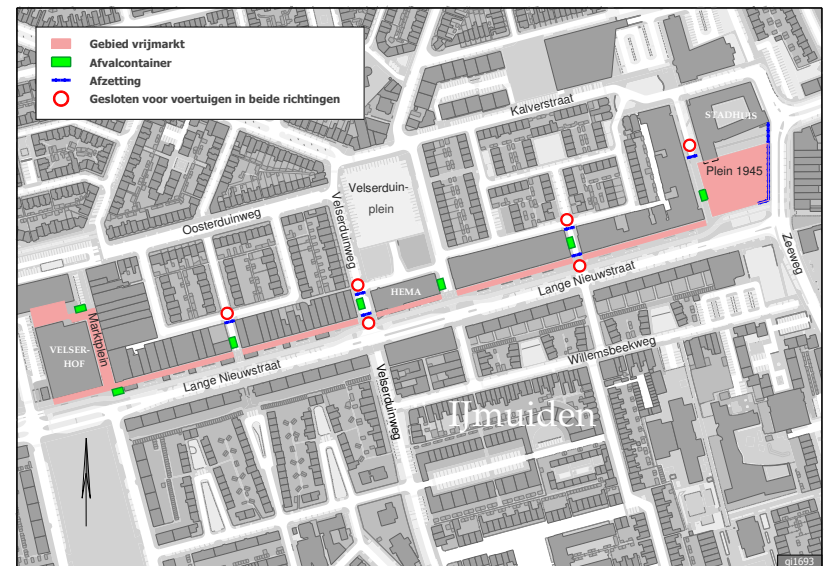 Gebied vrijmarkt
Afvalcontainer
Afzetting
Gesloten voor voertuigen in beide richtingen
Kalverstraat
STADHUIS
Plein 1945
Velserduin-
plein
Oosterduinweg
Velserduinweg
Zeeweg
HEMA
Lange Nieuwstraat
Marktplein
VELSER-
HOF
Willemsbeekweg
Lange Nieuwstraat
Velserduinweg
IJmuiden
gi1693